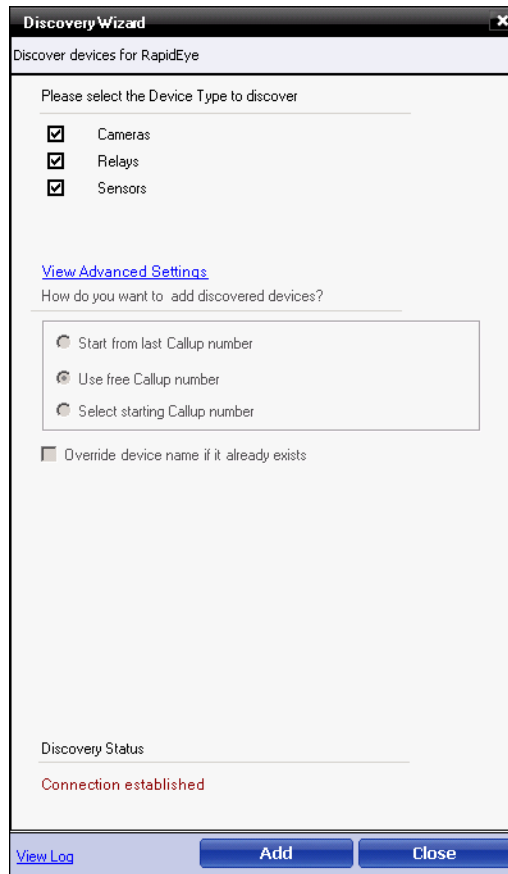 Discovery Wizard
Discover devices for RapidEye
Please select the Device Type to discover
Cameras
Relays
Sensors
View Advanced Settings
How do you want to add discovered devices?
Start from last Callup number
Use free Callup number
Select starting Callup number
Override device name if it already exists
Discovery Status
Connection established
View Log Add Close